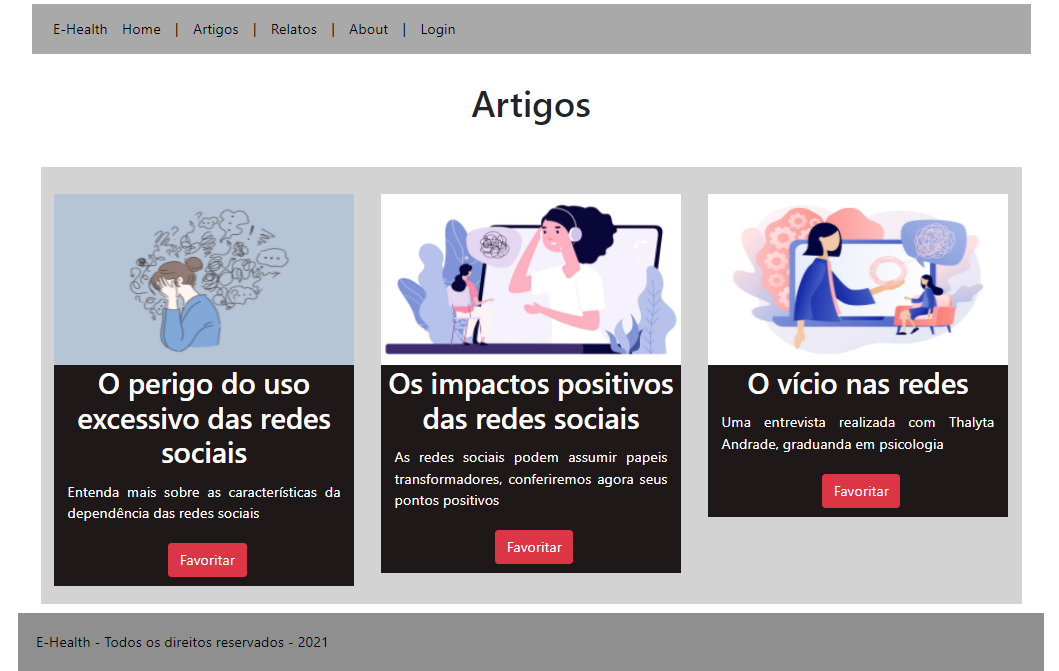 E-Health Home | Artigos | Relatos | About | Login
Artigos
O perigo do uso
excessivo das redes
sociais
Entenda mais sobre as características da
dependência das redes sociais
Favoritar
Os impactos positivos
das redes sociais
As redes sociais podem assumir papeis
transformadores, conferiremos agora seus
pontos positivos
Favoritar
O vício nas redes
Uma entrevista realizada com Thalyta
Andrade, graduanda em psicologia
Favoritar
E-Health - Todos os direitos reservados - 2021